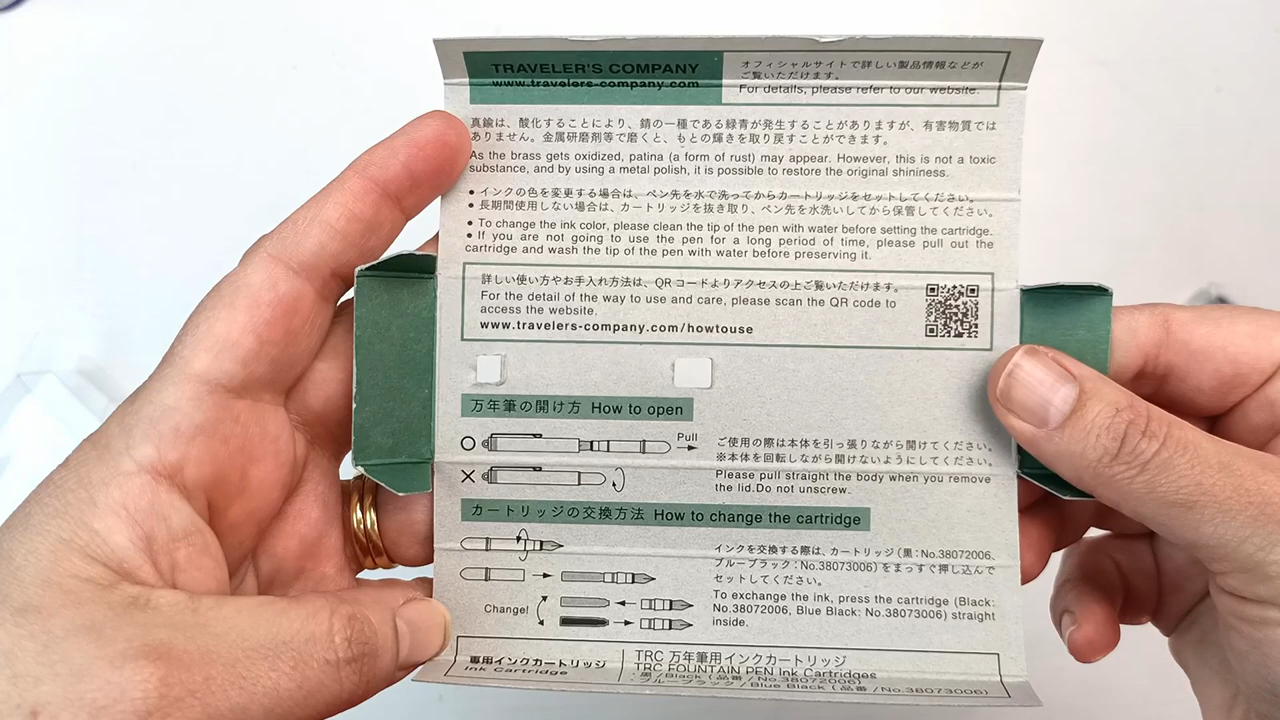 TRAVELER'S COMPANY
www.travelers-company.com
オフィシャルサイトで詳しい製品情報などが
ご覧いただけます。
For details, please refer to our website.
真鍮は、酸化することにより、錆の一種である緑青が発生することがありますが、有害物質では
ありません。金属研磨剤等で磨くと、もとの輝きを取り戻すことができます。
As the brass gets oxidized, patina (a form of rust) may appear. However, this is not a toxic
substance, and by using a metal polish, it is possible to restore the original shininess.
● インクの色を変更する場合は、ペン先を水で洗ってからカートリッジをセットしてください。
● 長期間使用しない場合は、カートリッジを抜き取り、ペン先を水洗いしてから保管してください。
● To change the ink color, please clean the tip of the pen with water before setting the cartridge.
● If you are not going to use the pen for a long period of time, please pull out the
cartridge and wash the tip of the pen with water before preserving it.
詳しい使い方やお手入れ方法は、QRコードよりアクセスの上ご覧いただけます。
For the detail of the way to use and care, please scan the QR code to
access the website.
www.travelers-company.com/howtouse
万年筆の開け方 How to open
Pull
ご使用の際は本体を引っ張りながら開けてください。
※本体を回転しながら開けないようにしてください。
Please pull straight the body when you remove
the lid.Do not unscrew.
カートリッジの交換方法 How to change the cartridge
インクを交換する際は、カートリッジ(黒:No.38072006、
ブルーブラック:No.38073006)をまっすぐ押し込んで
セットしてください。
To exchange the ink, press the cartridge (Black:
No.38072006, Blue Black: No.38073006) straight
inside.
Change!
専用インクカートリッジ
Ink Cartridge
TRC 万年筆用インクカートリッジ
TRC FOUNTAIN PEN Ink Cartridges
・黒/Black (品番/No.38072006)
・ブルーブラック/Blue Black (品番/No.38073006)